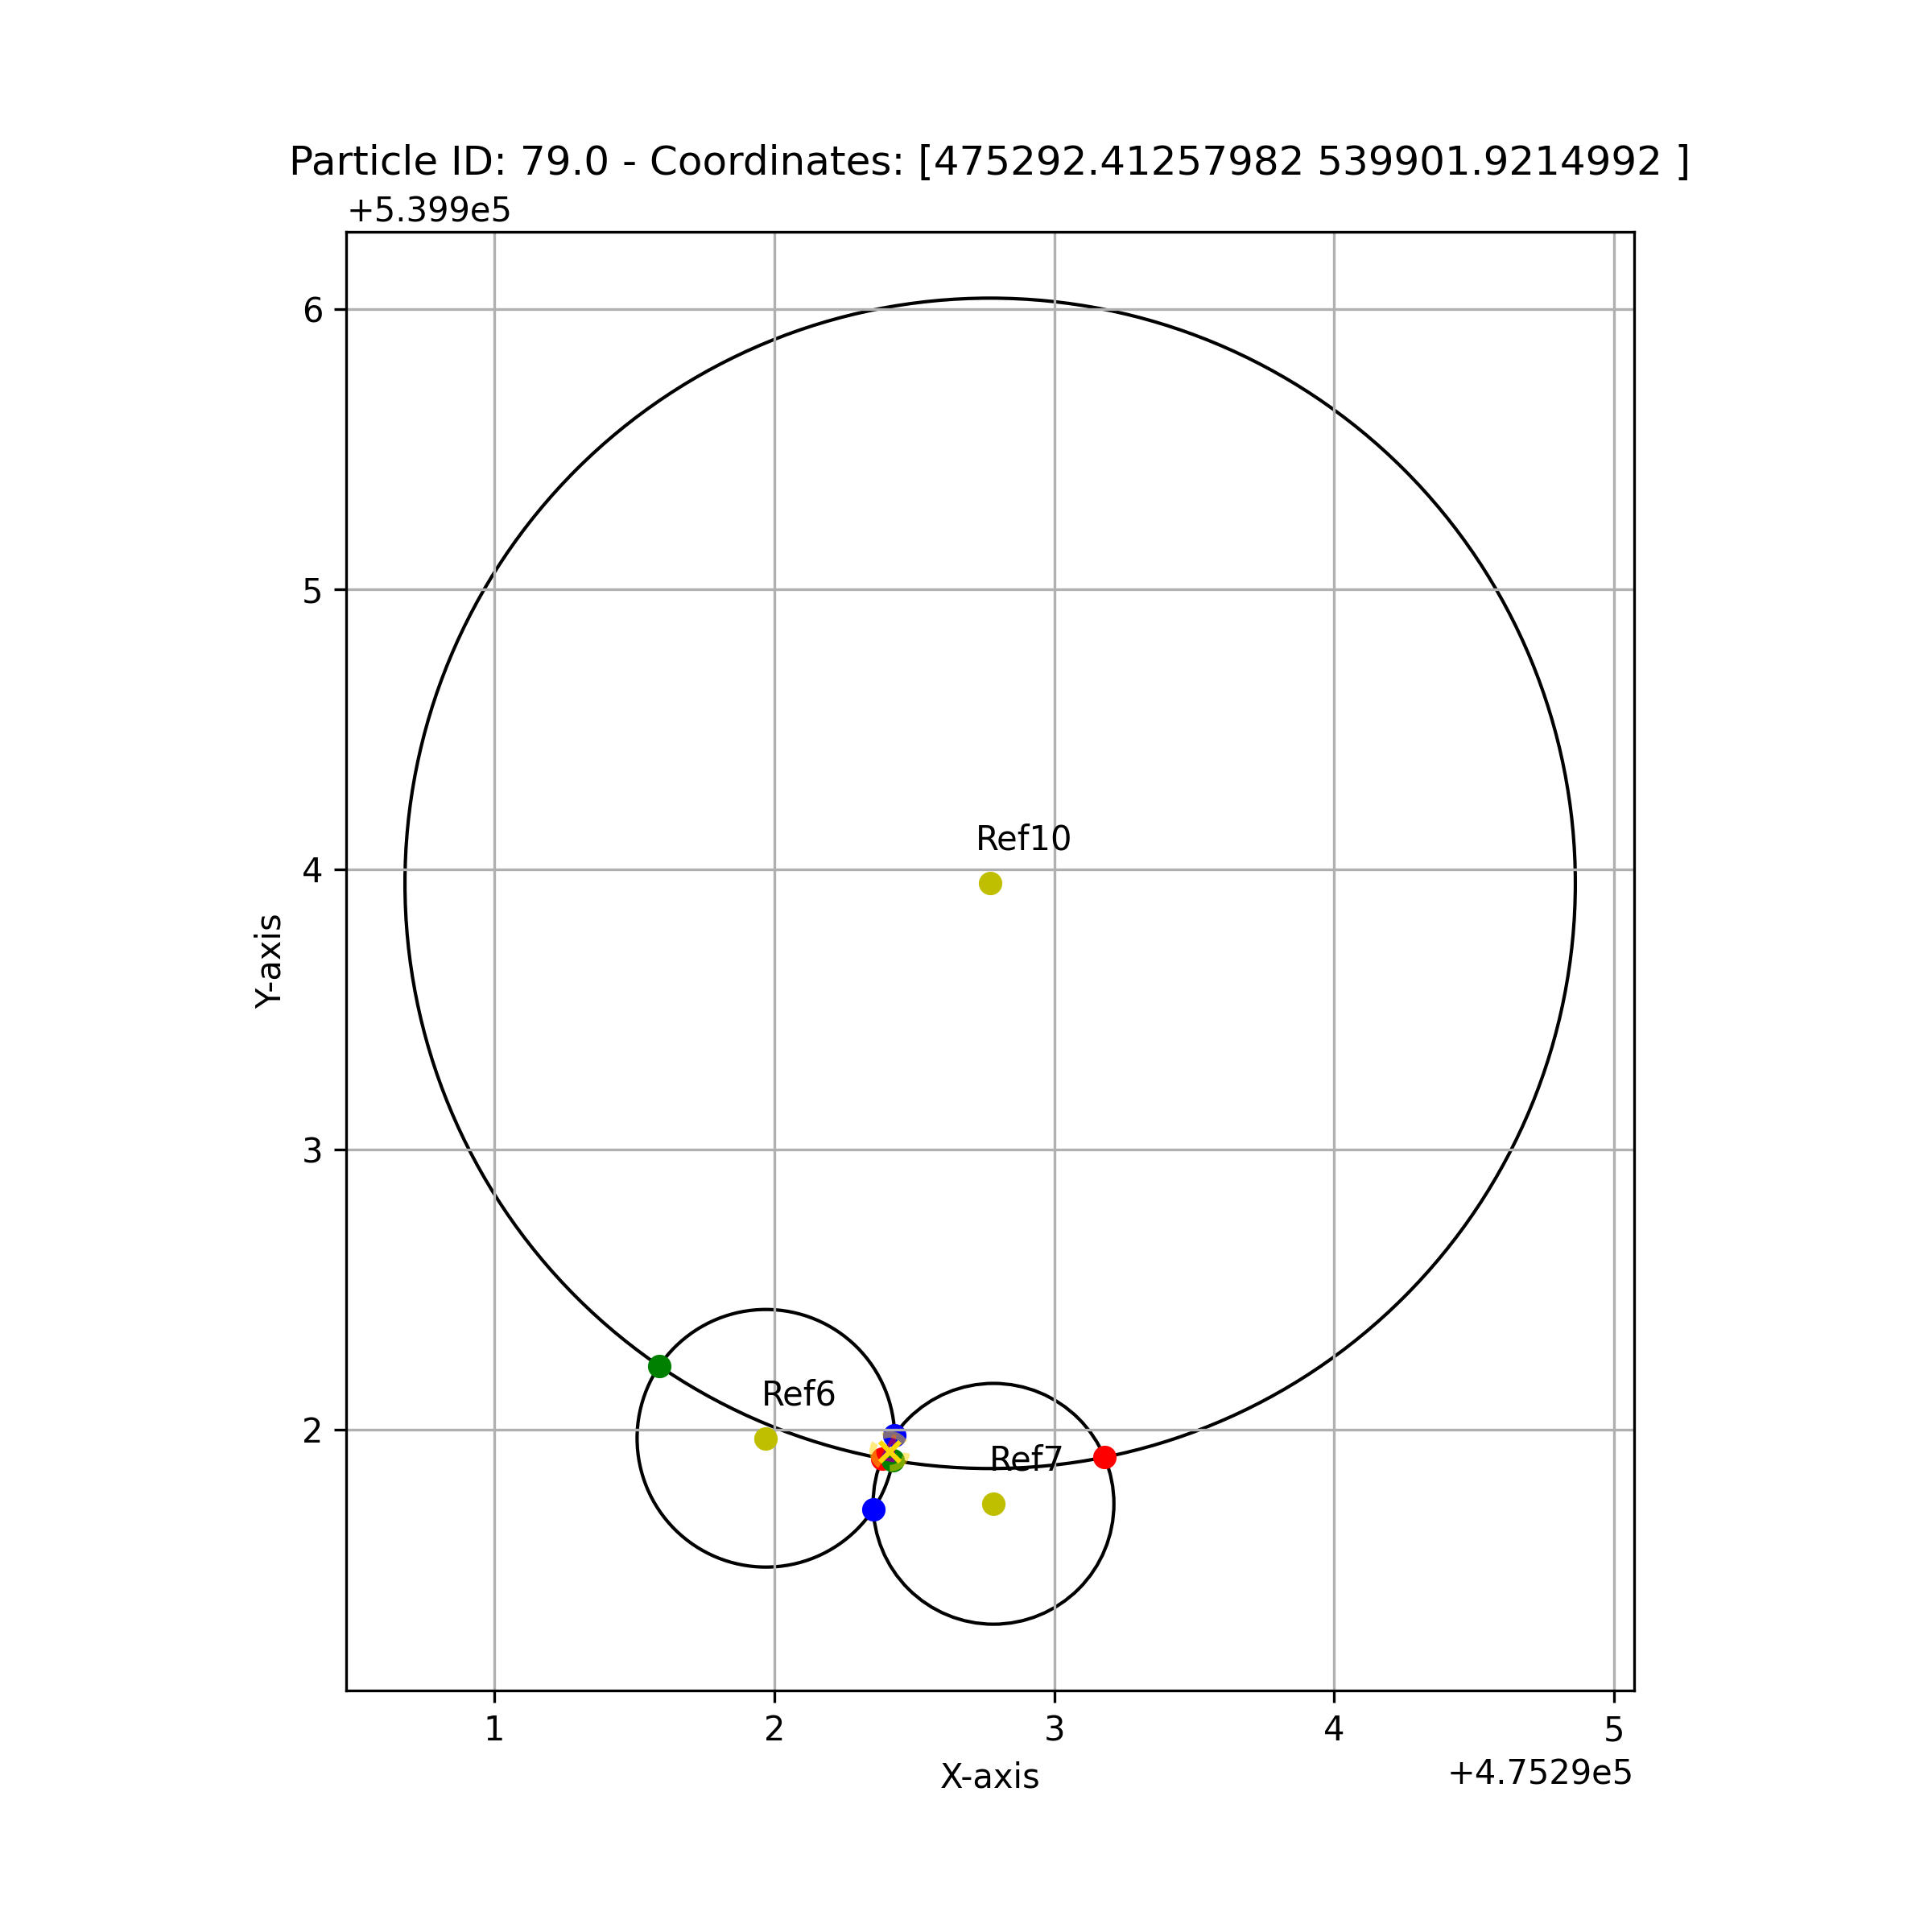 Particle ID: 79.0 - Coordinates: [475292.41257982 539901.9214992 ]
+5.399e5
6
5
Ref10
4
Y-axis
3
Ref6
2
Ref7
1 2 3 4 5
X-axis
+4.7529e5